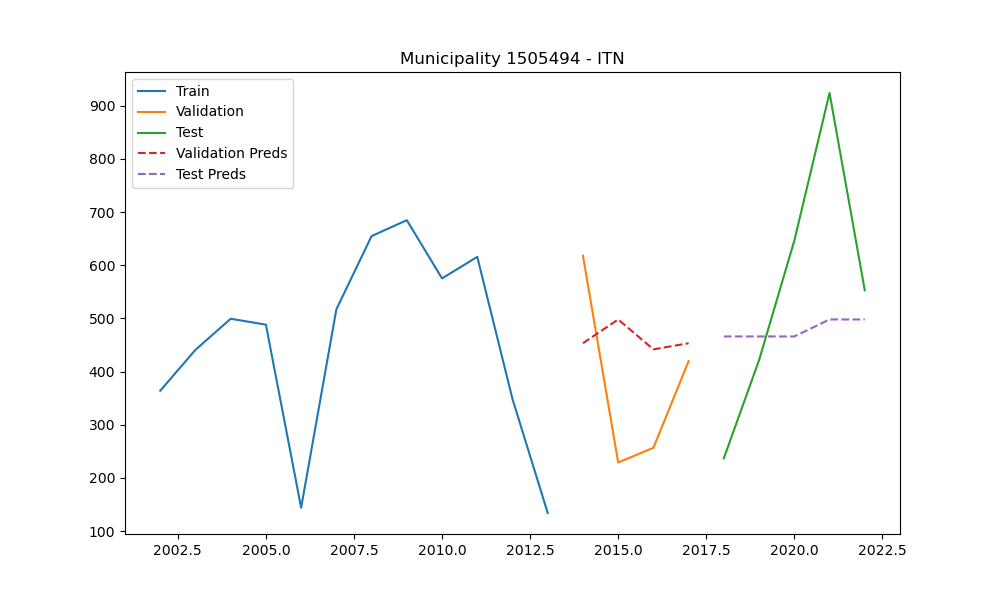 Municipality 1505494 - ITN
Train
Validation
Test
Validation Preds
Test Preds
900
800
700
600
500
400
300
200
100
2002.5 2005.0 2007.5 2010.0 2012.5 2015.0 2017.5 2020.0 2022.5